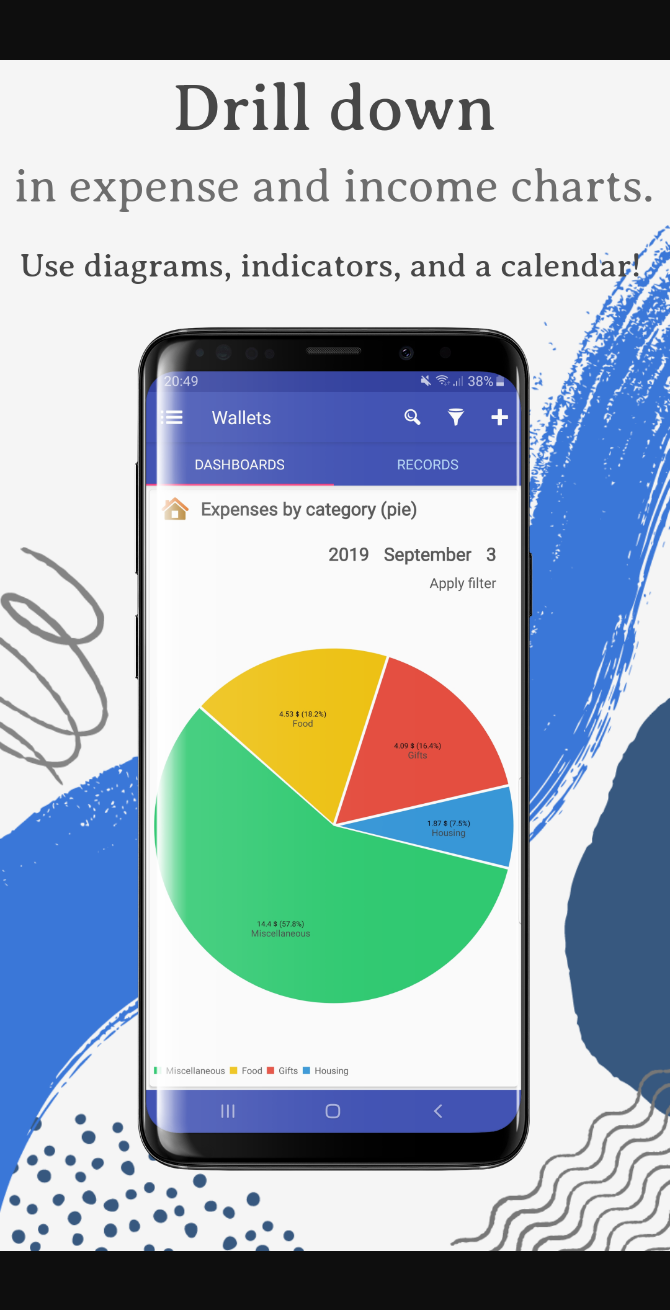 Drill down
in expense and income charts.
Use diagrams, indicators, and a calendar!
20:49 38%
Wallets
DASHBOARDS RECORDS
Expenses by category (pie)
2019 September 3
Apply filter
4.53 $ (18.2%)
Food
4.09 $ (16.4%)
Gifts
1.87 $ (7.5%)
Housing
14.4 $ (57.8%)
Miscellaneous
Miscellaneous Food Gifts Housing